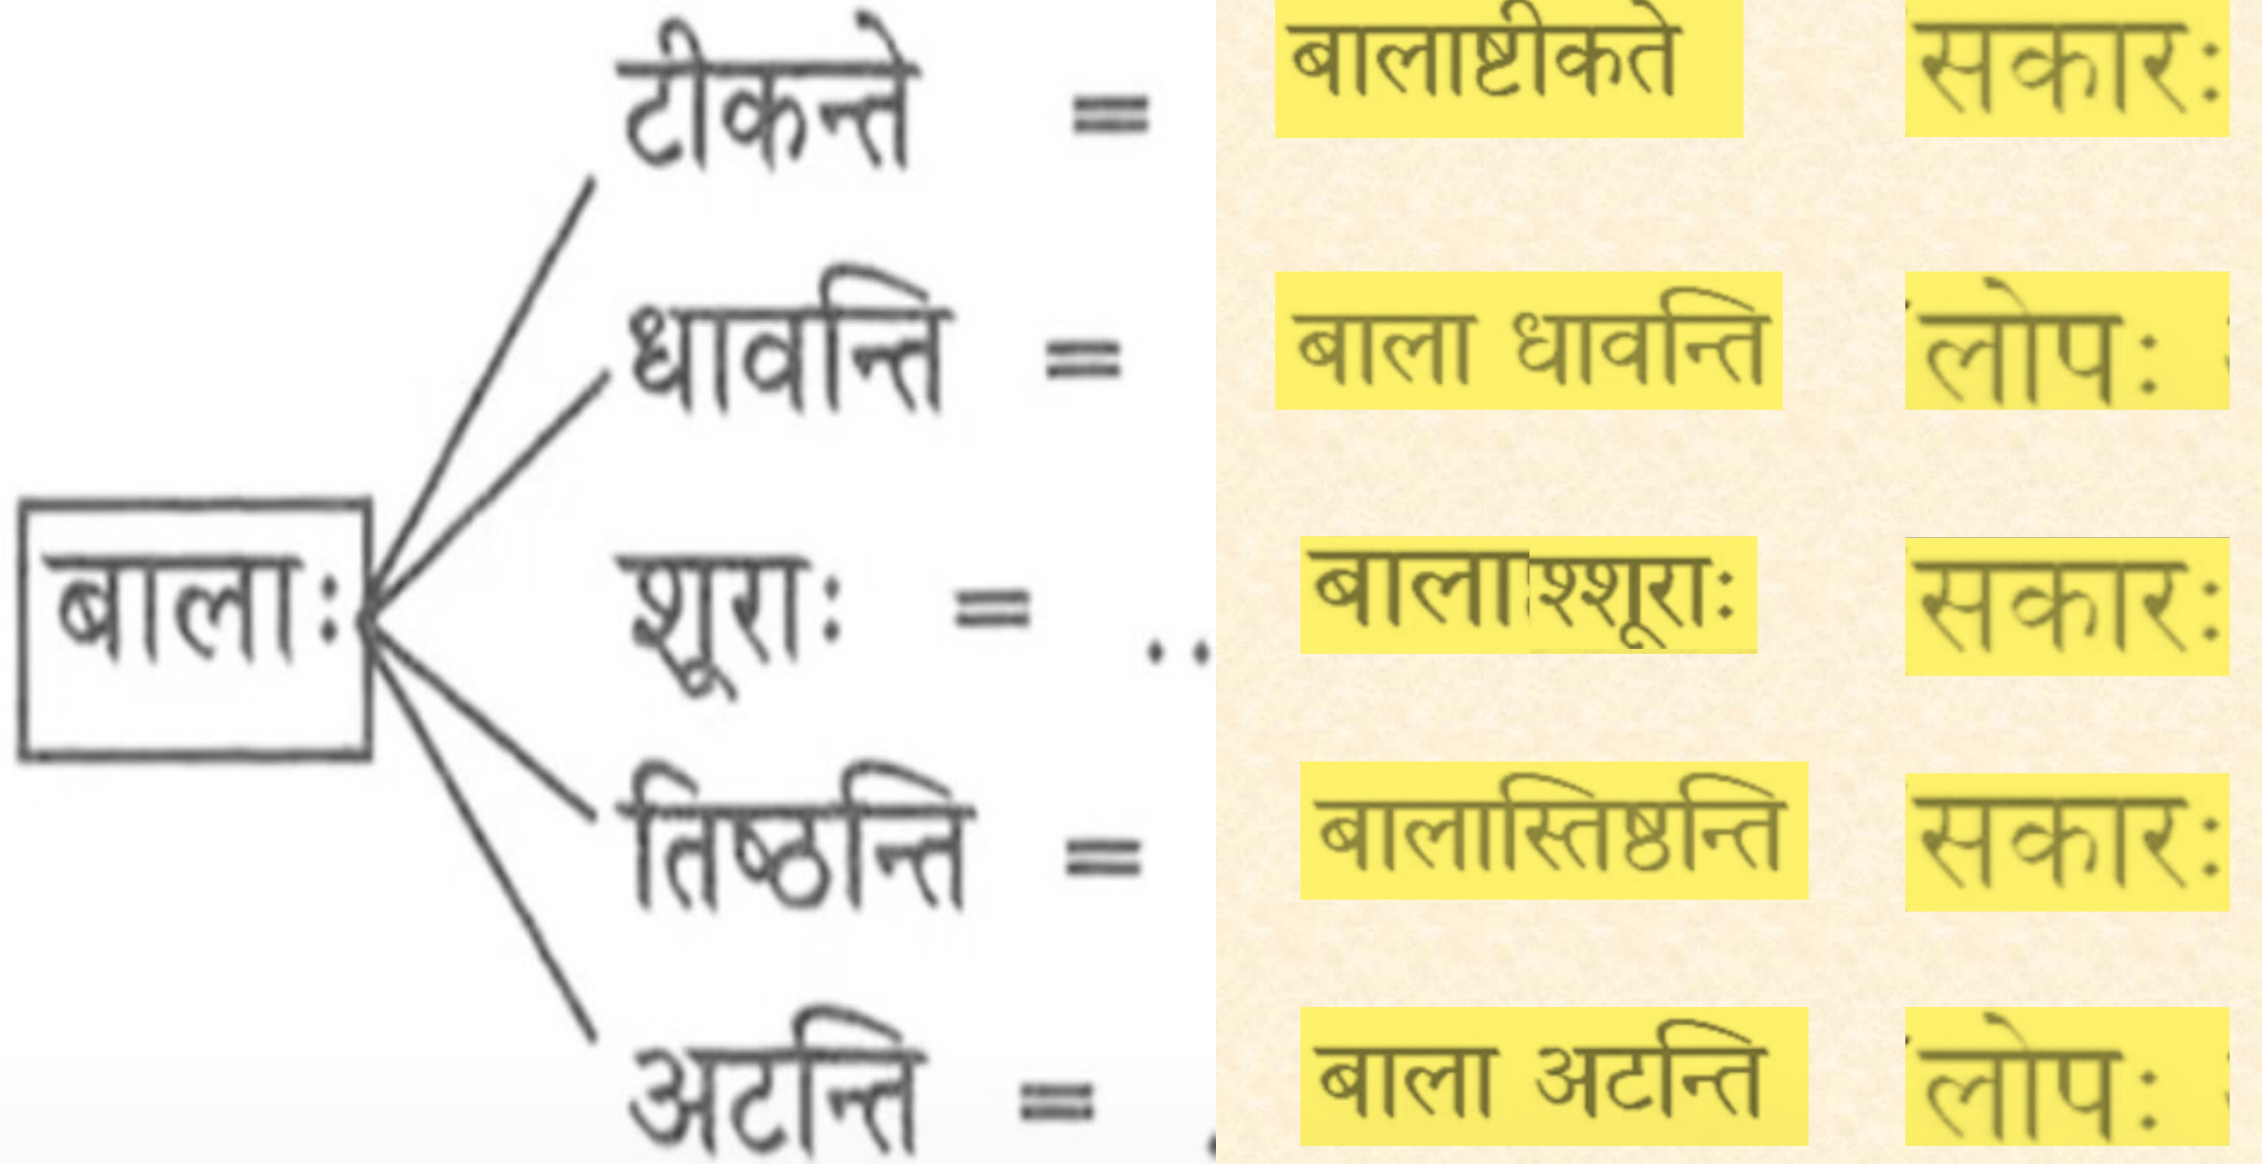 टीकन्ते = बालाष्टीकते सकारः
धावन्ति = बाला धावन्ति लोपः
बालाः शूराः = .. बालाश्शूराः सकारः
तिष्ठन्ति = बालास्तिष्ठन्ति सकारः
अटन्ति = बाला अटन्ति लोपः